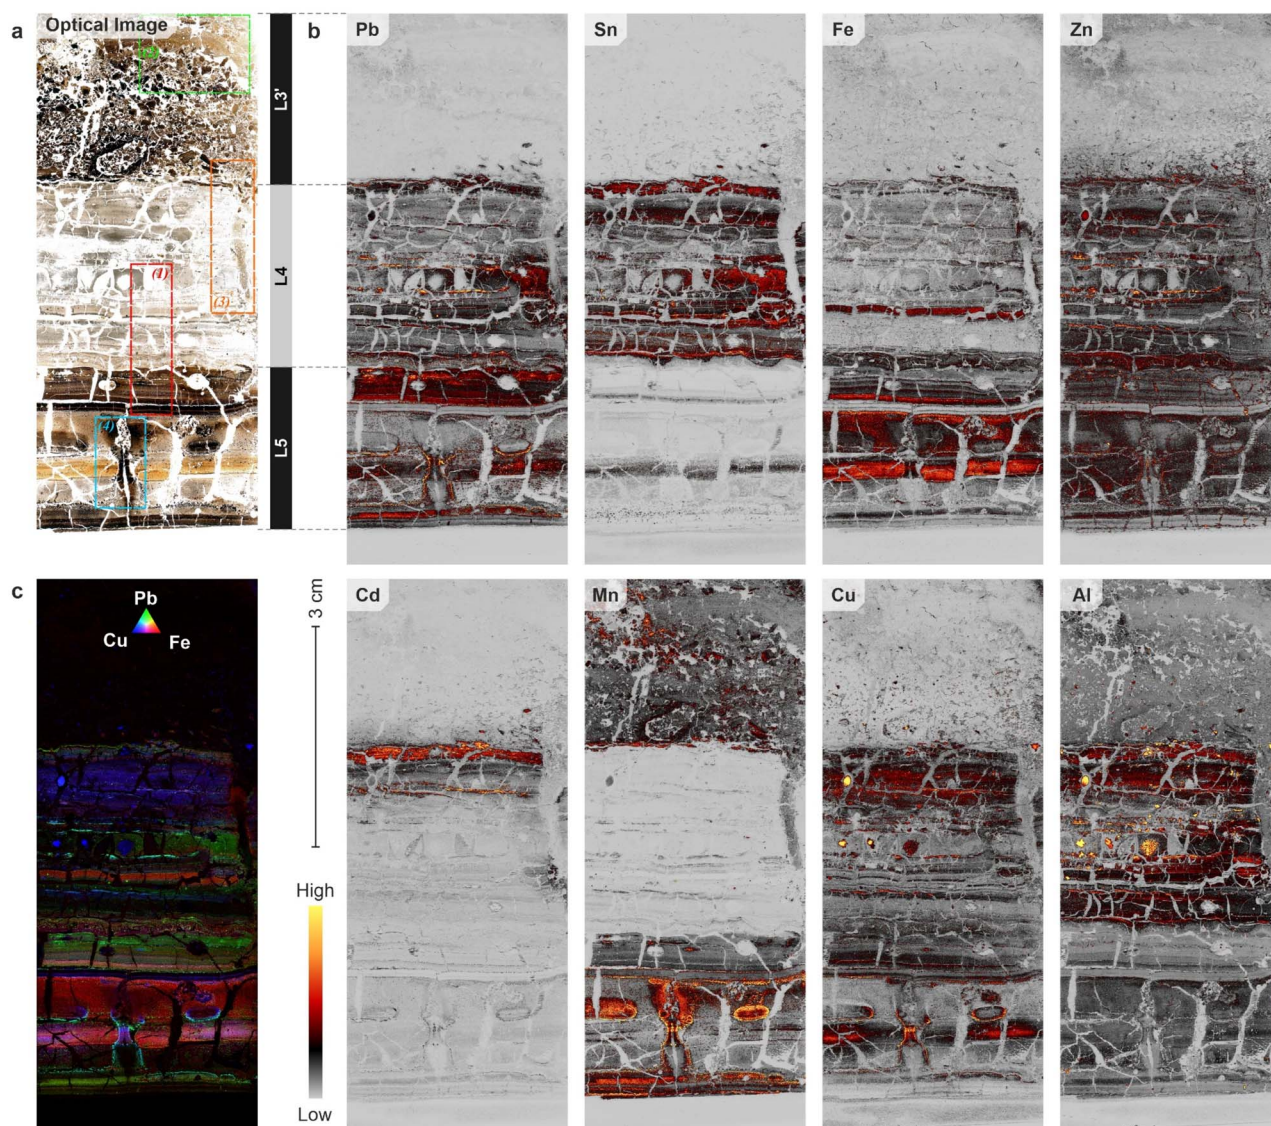 a
Optical Image
b
Pb
Sn
Fe
Zn
(2)
L3'
(1)
(3)
L4
(4)
L5
c
Pb
Cu
Fe
3 cm
High
Low
Cd
Mn
Cu
Al